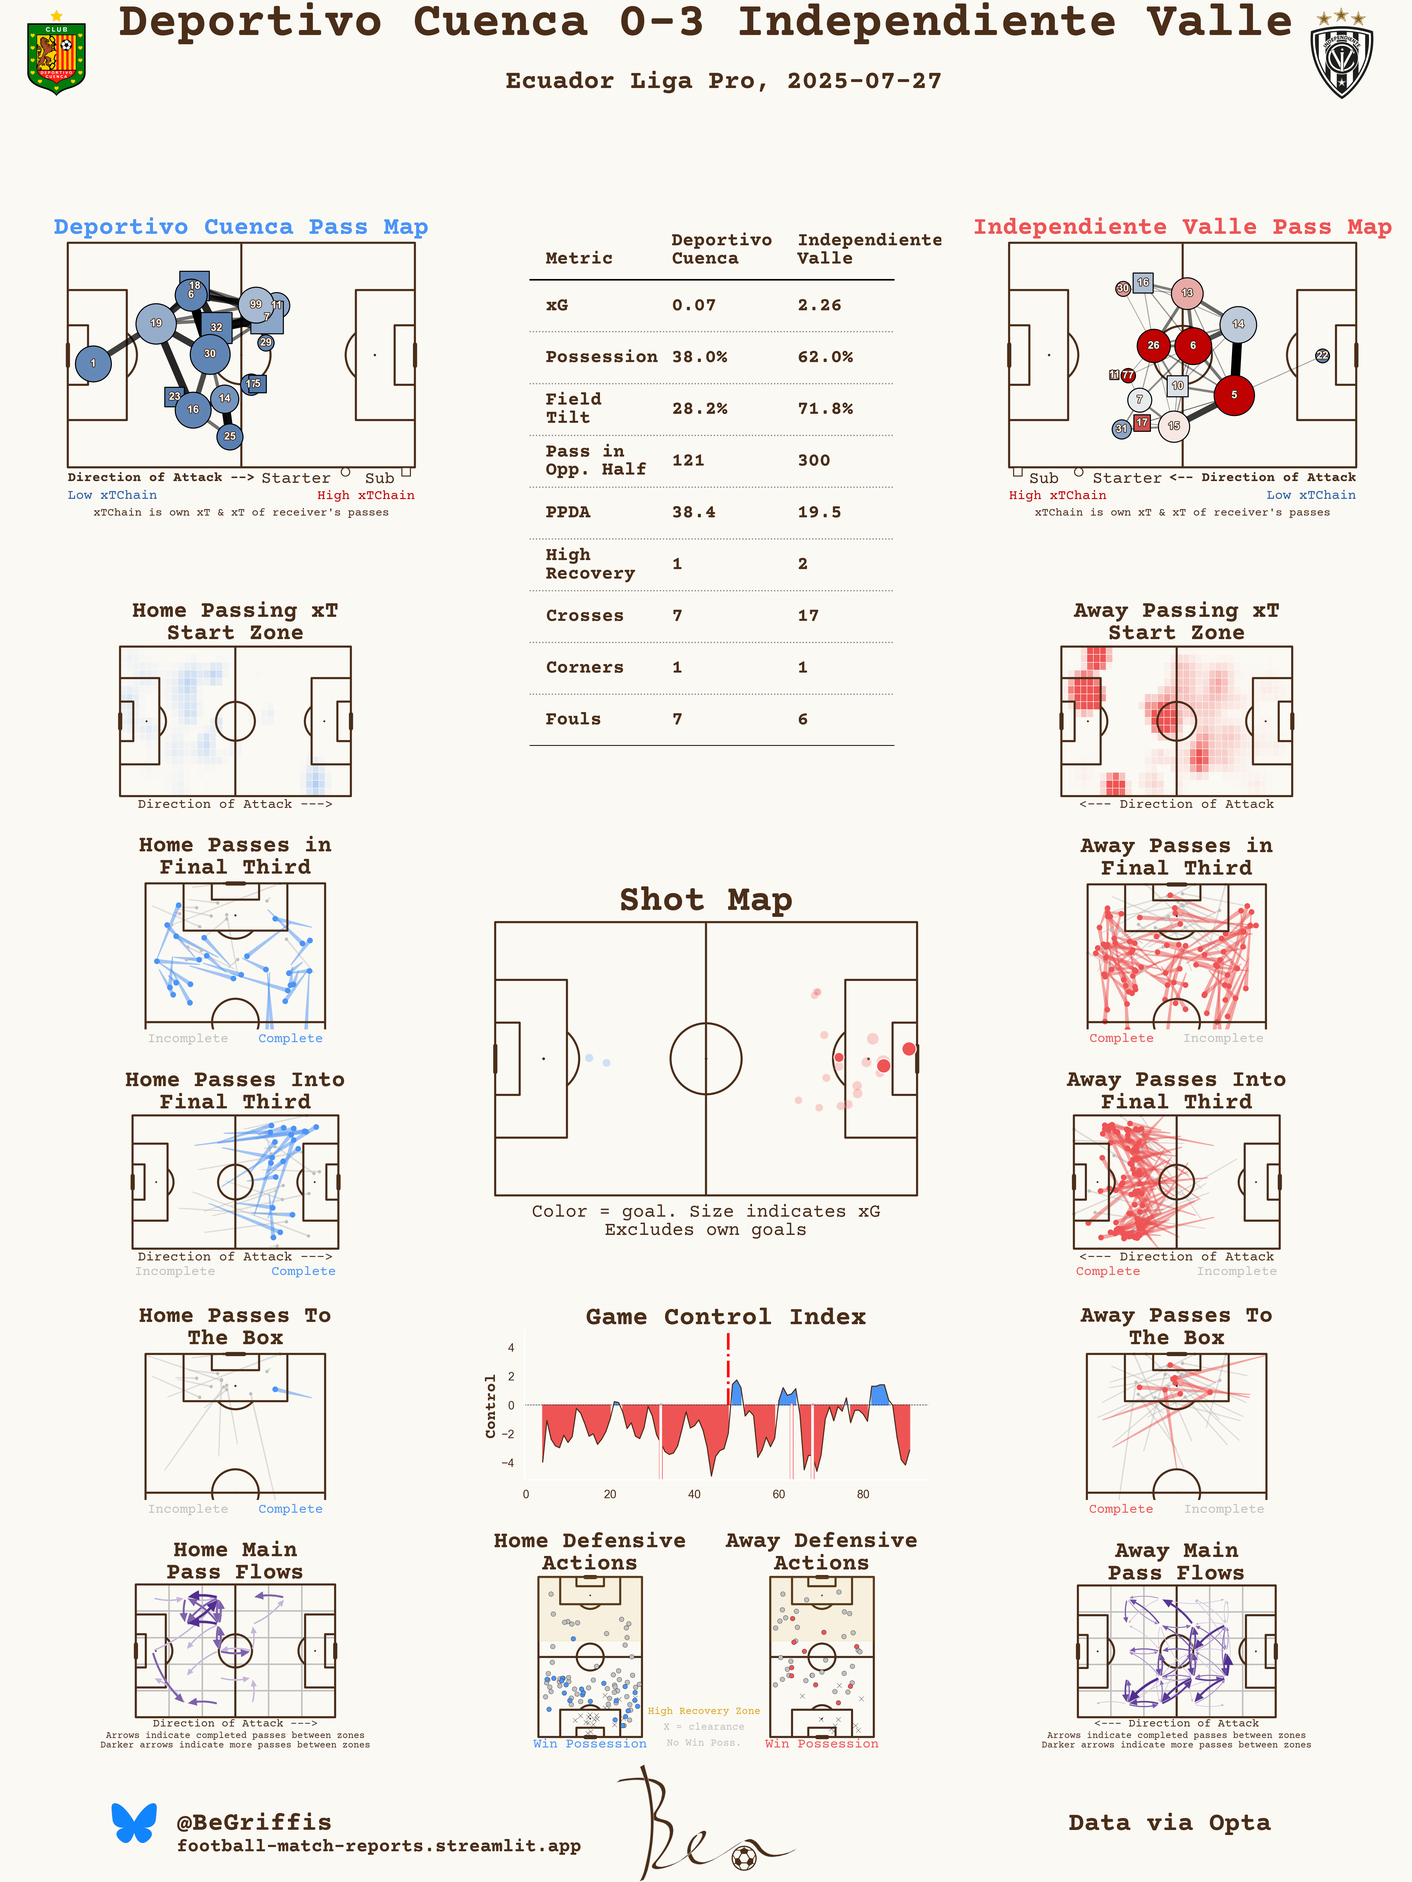 Deportivo Cuenca 0-3 Independiente Valle
Ecuador Liga Pro, 2025-07-27
CLUB
DEPORTIVO
CUENCA
INDEPENDIENTE
Deportivo Cuenca Pass Map
18
6
99
11
7
19
32
30
29
1
17
5
23
14
16
25
Direction of Attack --> Starter Sub
Low xTChain High xTChain
xTChain is own xT & xT of receiver's passes
Metric Deportivo Cuenca Independiente Valle
xG 0.07 2.26
Possession 38.0% 62.0%
Field Tilt 28.2% 71.8%
Pass in Opp. Half 121 300
PPDA 38.4 19.5
High Recovery 1 2
Crosses 7 17
Corners 1 1
Fouls 7 6
Independiente Valle Pass Map
30
16
13
14
26
6
22
11
77
10
7
5
31
17
15
Sub Starter <-- Direction of Attack
High xTChain Low xTChain
xTChain is own xT & xT of receiver's passes
Home Passing xT
Start Zone
Direction of Attack --->
Away Passing xT
Start Zone
<--- Direction of Attack
Home Passes in
Final Third
Incomplete Complete
Away Passes in
Final Third
Complete Incomplete
Shot Map
Color = goal. Size indicates xG
Excludes own goals
Home Passes Into
Final Third
Direction of Attack --->
Incomplete Complete
Away Passes Into
Final Third
<--- Direction of Attack
Complete Incomplete
Home Passes To
The Box
Incomplete Complete
Game Control Index
Control
4
2
0
−2
−4
0 20 40 60 80
Away Passes To
The Box
Complete Incomplete
Home Main
Pass Flows
Direction of Attack --->
Arrows indicate completed passes between zones
Darker arrows indicate more passes between zones
Home Defensive
Actions
Win Possession
High Recovery Zone
X = clearance
No Win Poss.
Away Defensive
Actions
Win Possession
Away Main
Pass Flows
<--- Direction of Attack
Arrows indicate completed passes between zones
Darker arrows indicate more passes between zones
@BeGriffis
football-match-reports.streamlit.app
Ben
Data via Opta